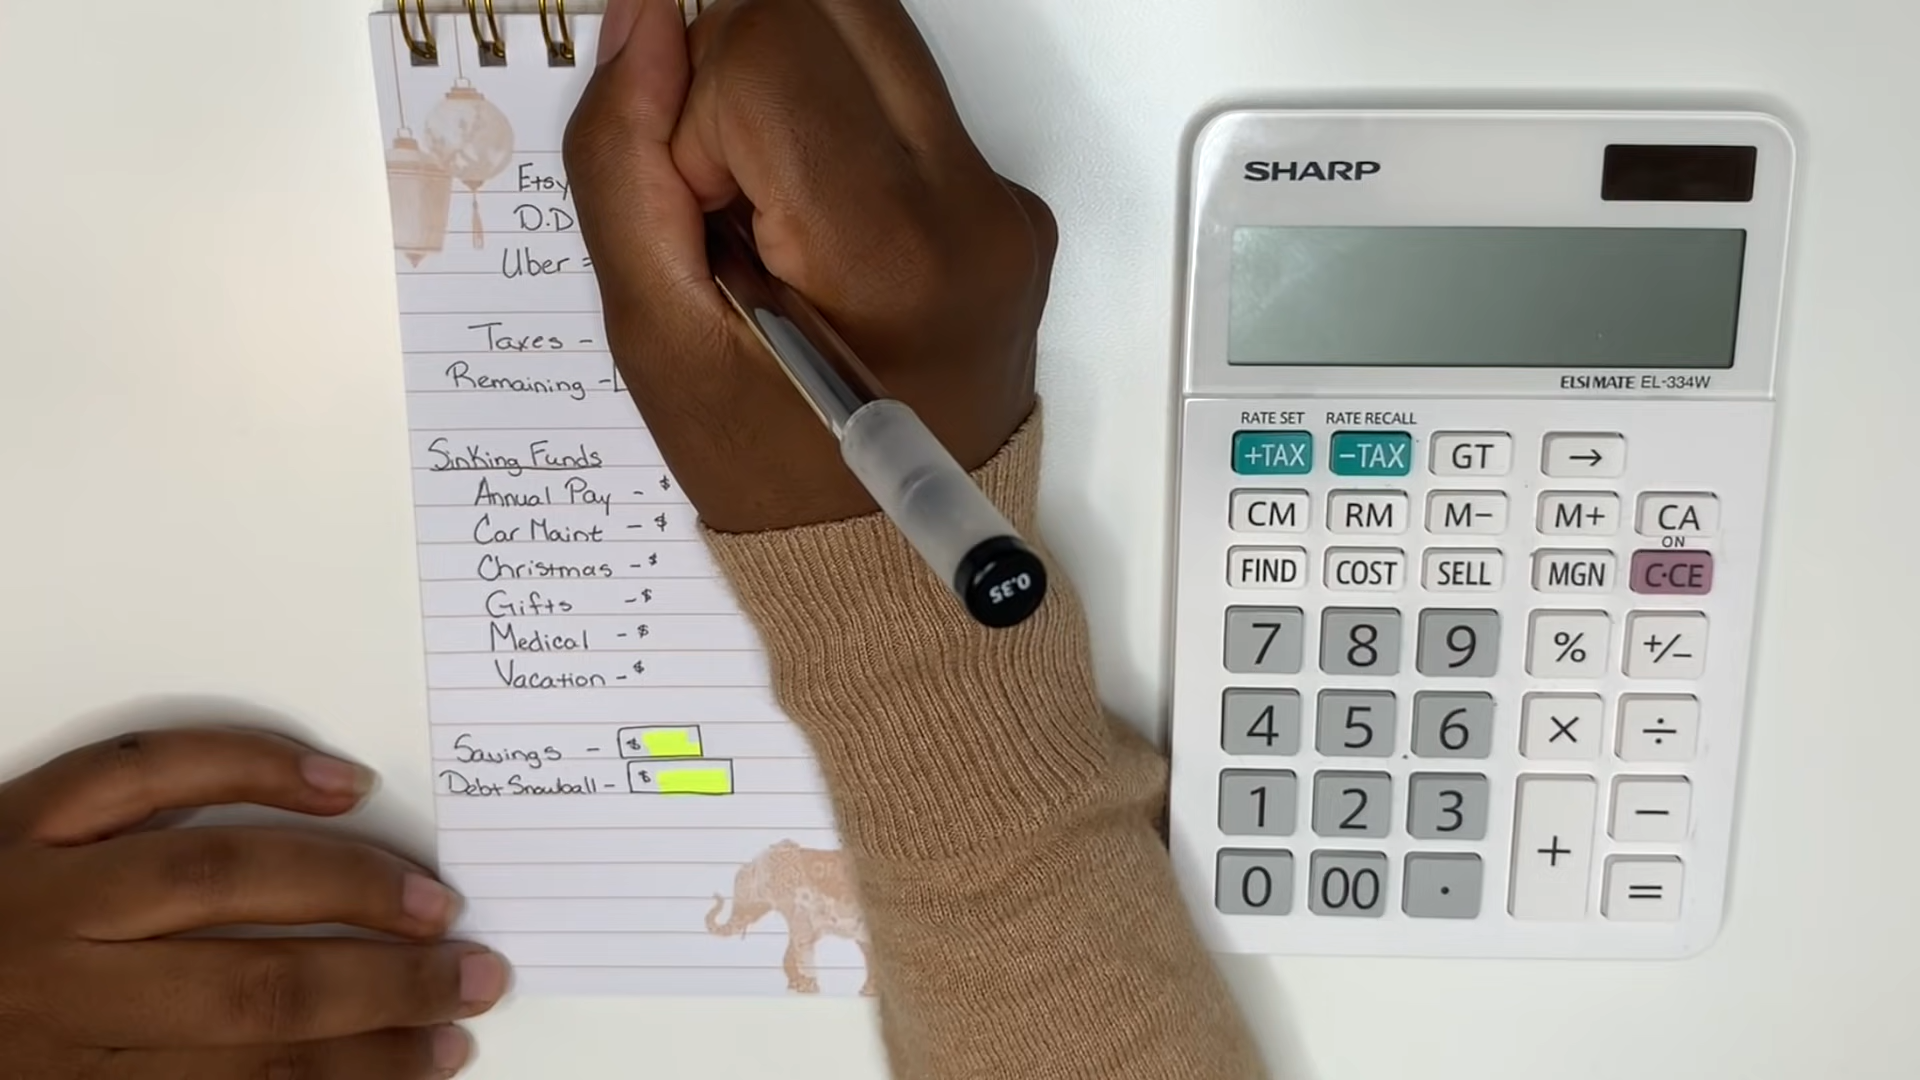 Etsy
D.D
Uber =
Taxes -
Remaining -
Sinking Funds
Annual Pay - $
Car Maint - $
Christmas - $
Gifts - $
Medical - $
Vacation - $
Savings - $
Debt Snowball - $
0.35
SHARP
ELSIMATE EL-334W
RATE SET RATE RECALL
+TAX -TAX GT →
CM RM M- M+ CA
ON
FIND COST SELL MGN C·CE
7 8 9 % +/-
4 5 6 × ÷
1 2 3 + -
0 00 · =